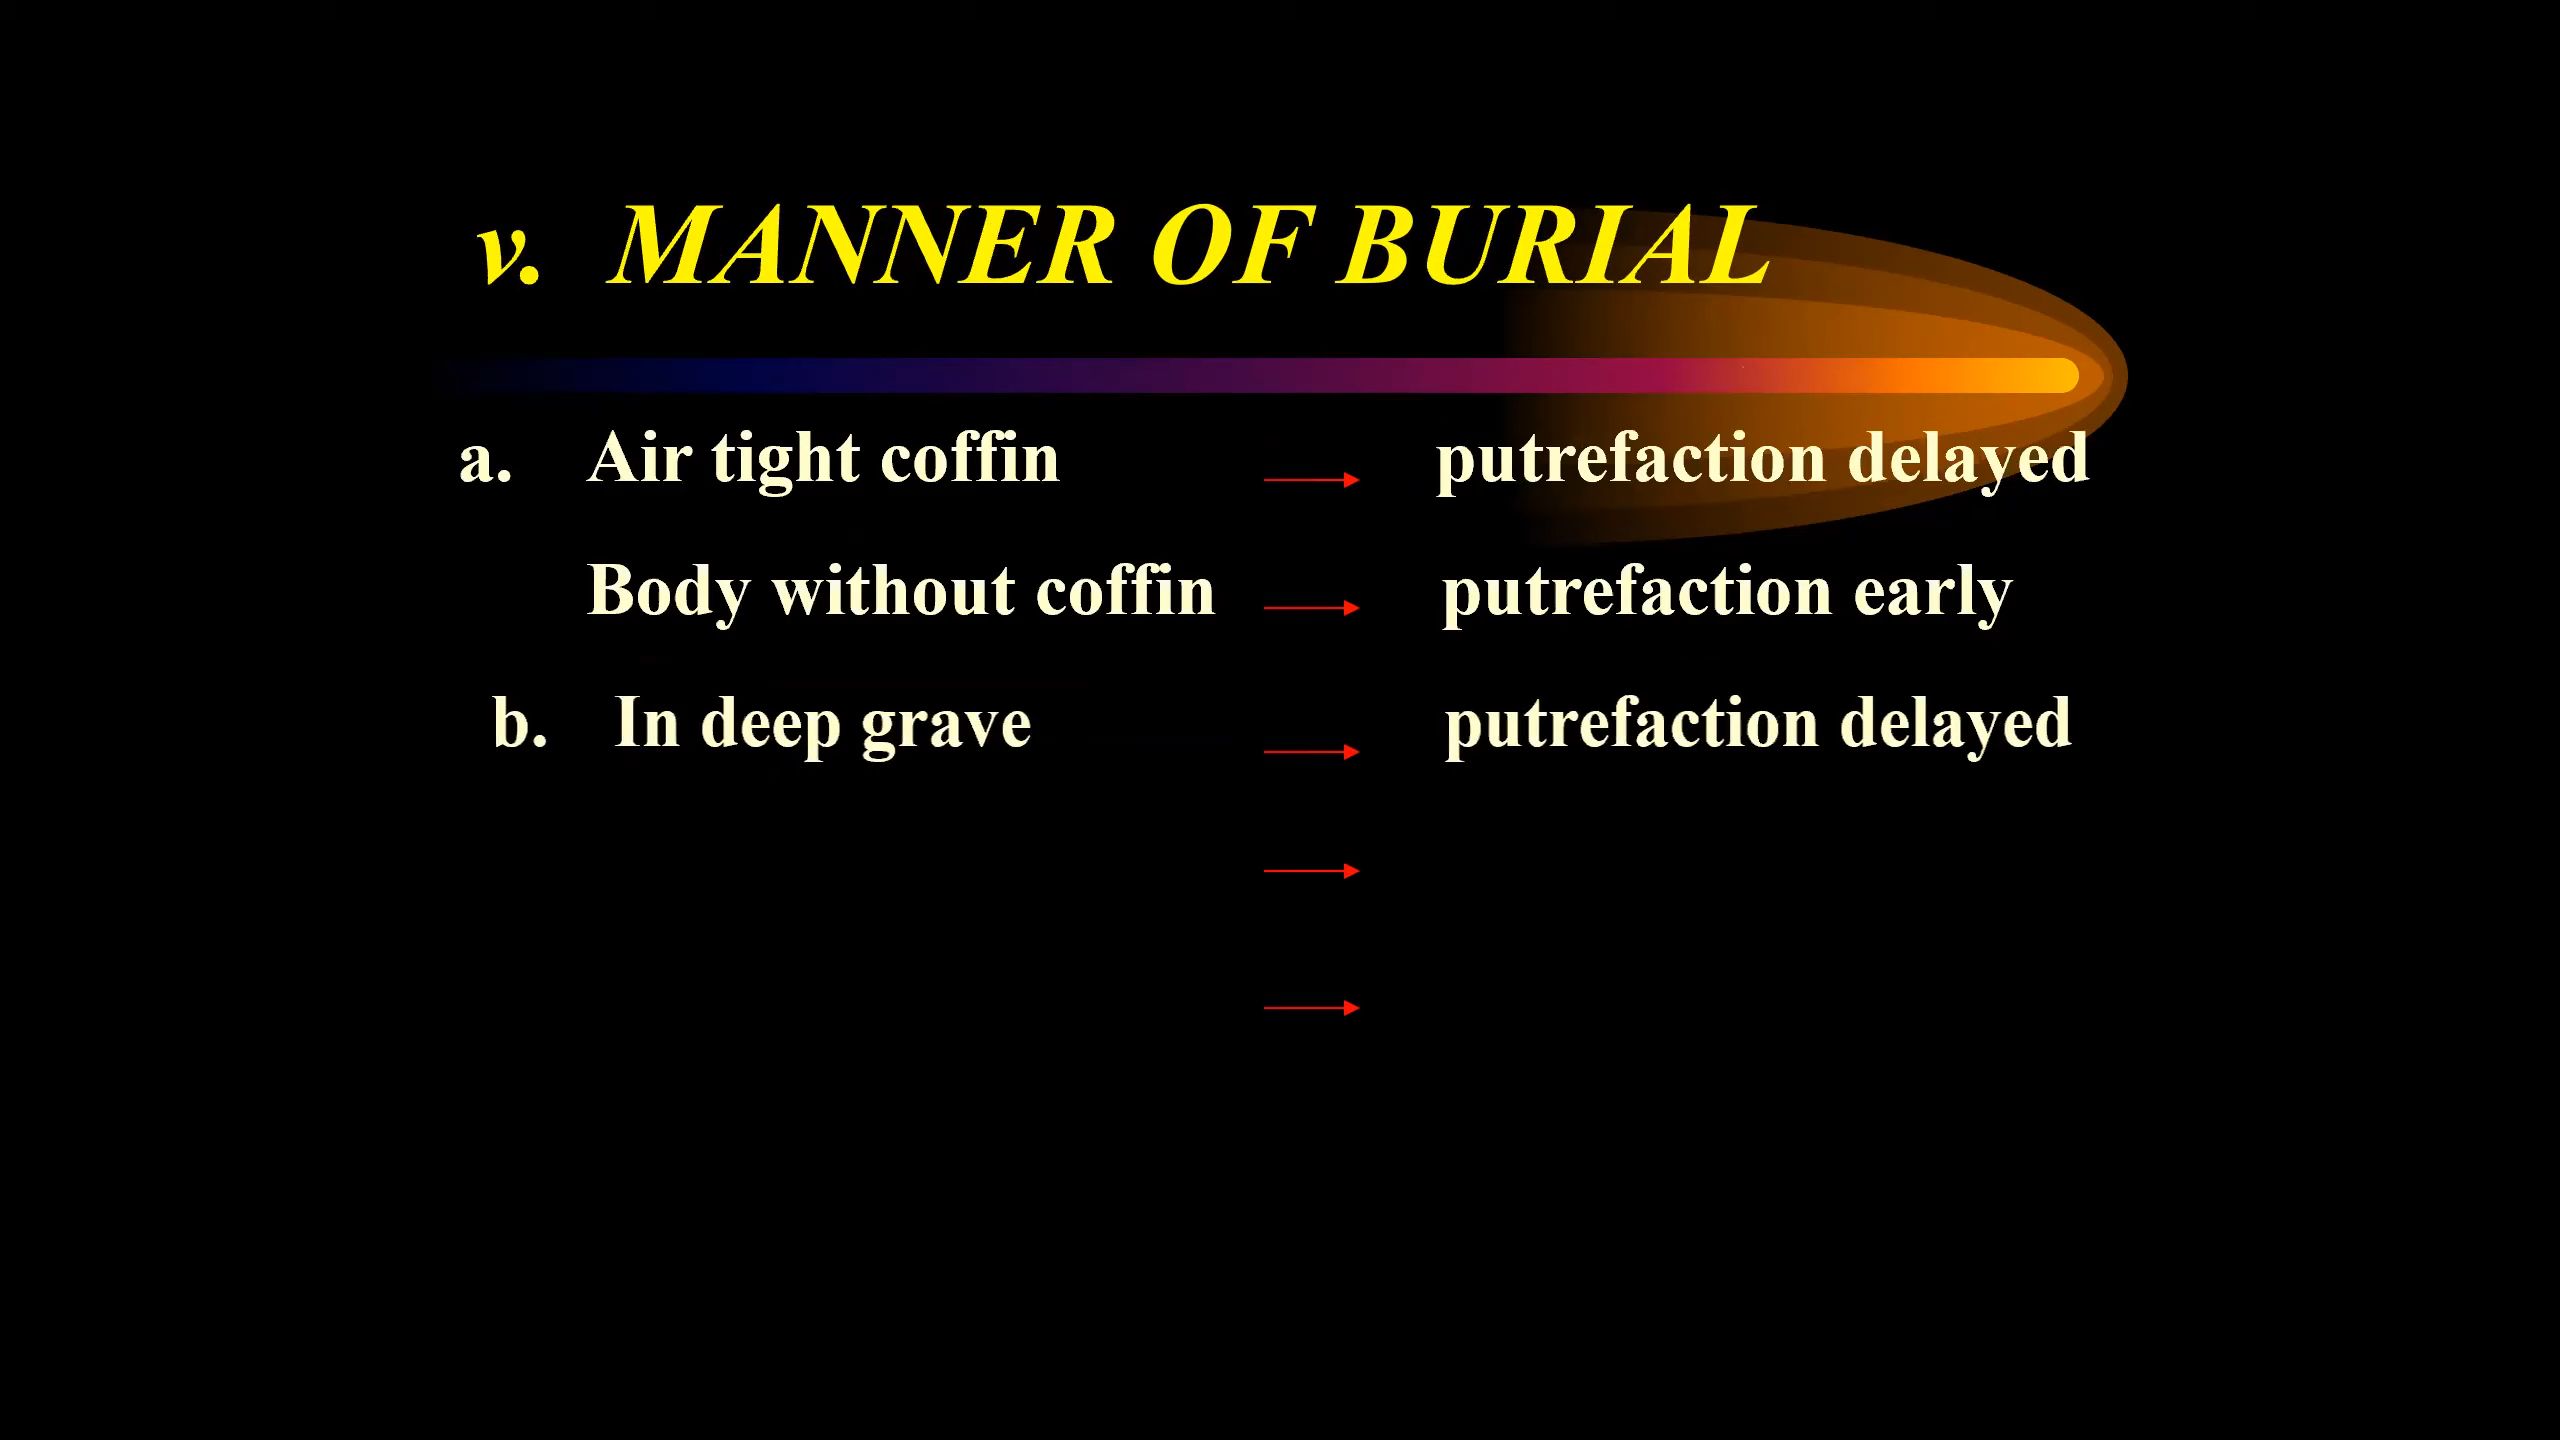 v. MANNER OF BURIAL
a. Air tight coffin → putrefaction delayed
Body without coffin → putrefaction early
b. In deep grave → putrefaction delayed
→
→